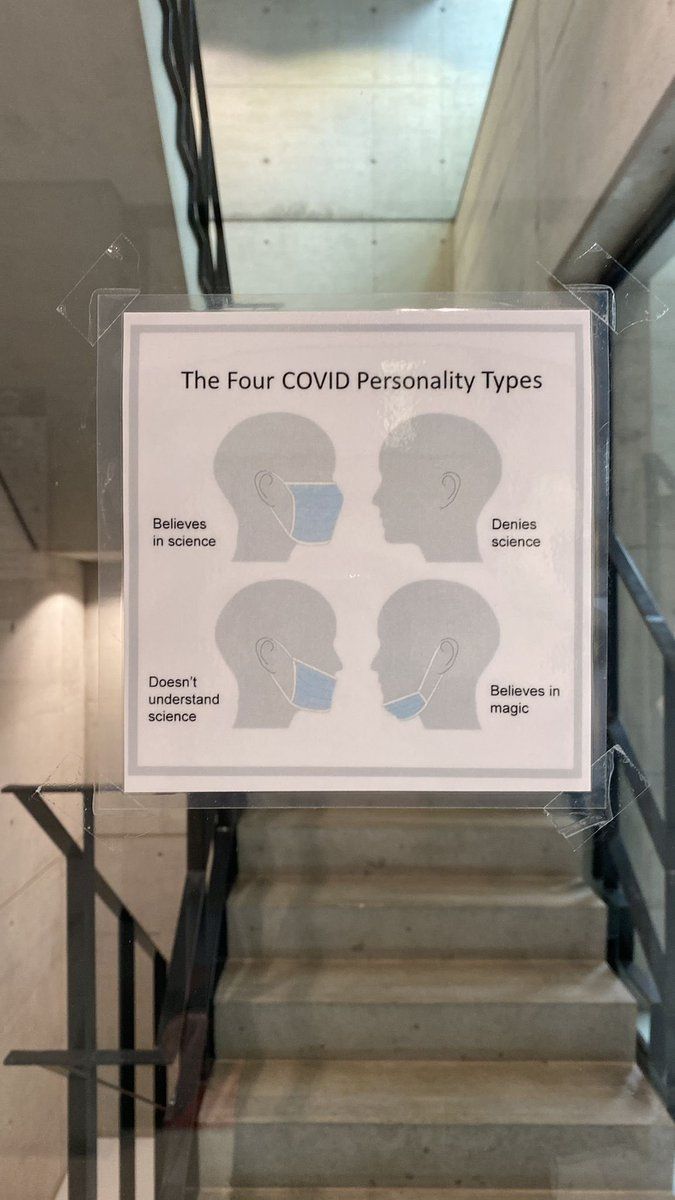 The Four COVID Personality Types
Believes
in science
Denies
science
Doesn't
understand
science
Believes in
magic